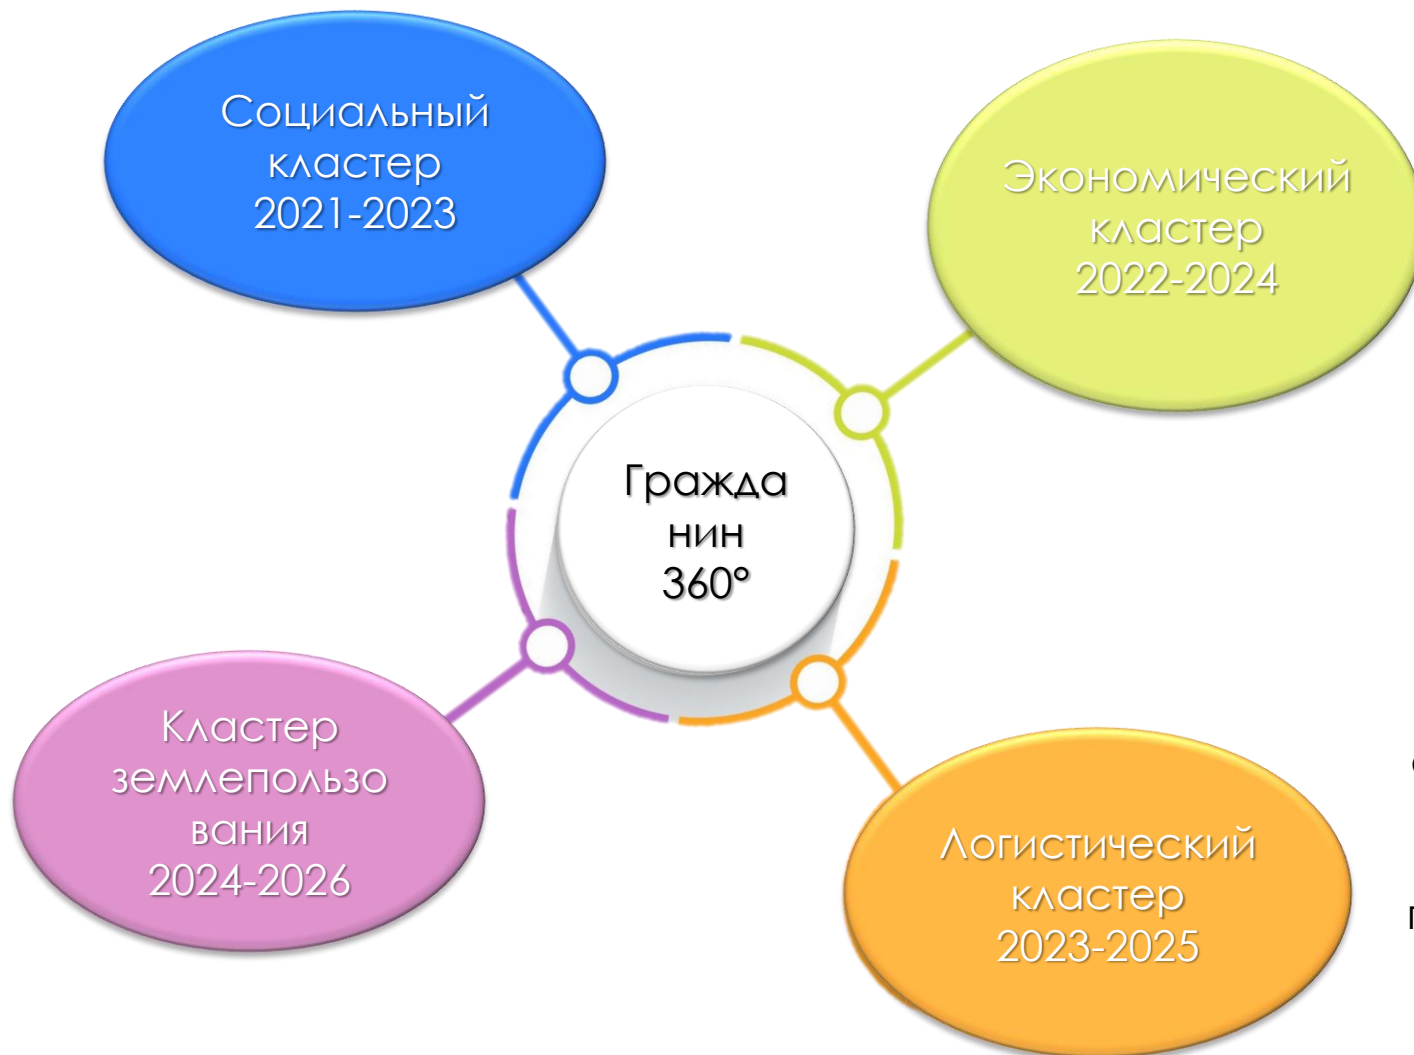 Социальный
кластер
2021-2023
Экономический
кластер
2022-2024
Гражда
нин
360°
Кластер
землепользо
вания
2024-2026
Логистический
кластер
2023-2025